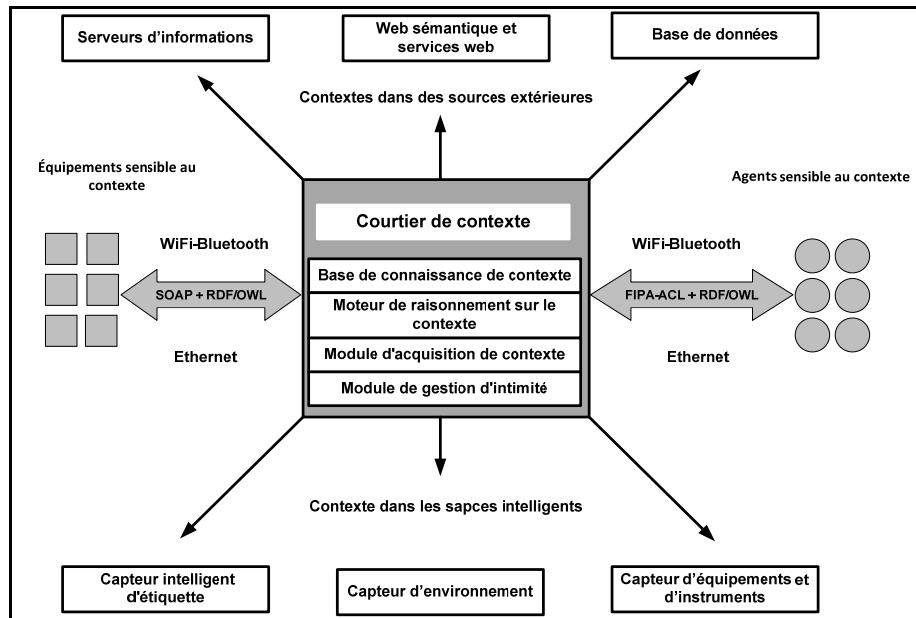 Serveurs d'informations
Web sémantique et
services web
Base de données
Contextes dans des sources extérieures
Équipements sensible au
contexte
Agents sensible au contexte
Courtier de contexte
WiFi-Bluetooth
SOAP + RDF/OWL
Ethernet
Base de connaissance de contexte
Moteur de raisonnement sur le
contexte
Module d'acquisition de contexte
Module de gestion d'intimité
WiFi-Bluetooth
FIPA-ACL + RDF/OWL
Ethernet
Contexte dans les sapces intelligents
Capteur intelligent
d'étiquette
Capteur d'environnement
Capteur d'équipements et
d'instruments